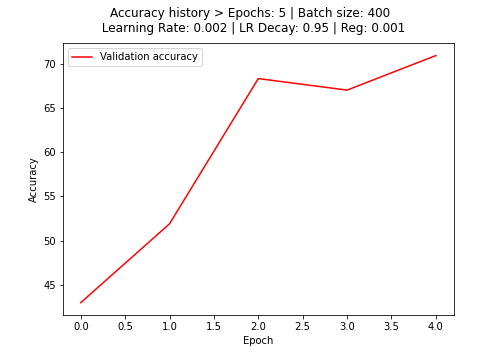 Accuracy history > Epochs: 5 | Batch size: 400
Learning Rate: 0.002 | LR Decay: 0.95 | Reg: 0.001
Validation accuracy
70
65
60
55
50
45
Accuracy
0.0 0.5 1.0 1.5 2.0 2.5 3.0 3.5 4.0
Epoch